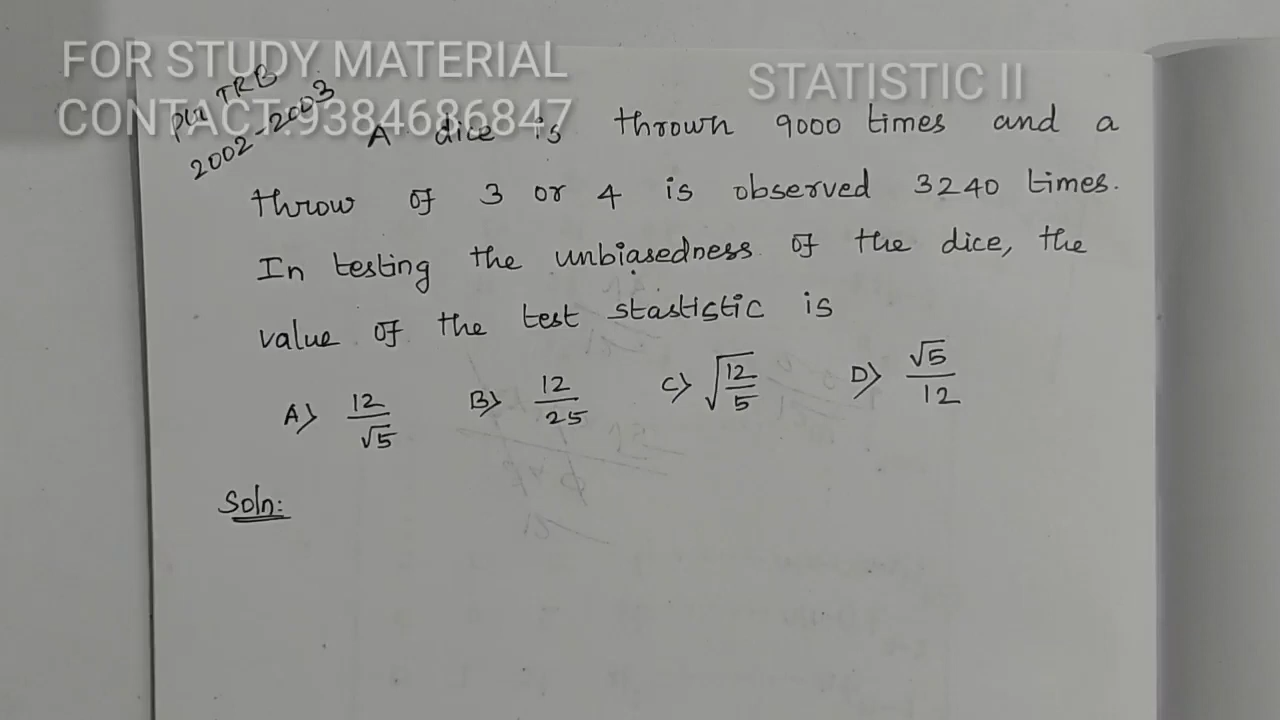 FOR STUDY MATERIAL
CONTACT:9384686847
STATISTIC II
PG TRB
2002-2003
A dice is thrown 9000 times and a
throw of 3 or 4 is observed 3240 times.
In testing the unbiasedness of the dice, the
value of the test stastistic is
A) 12/√5 B) 12/25 C) √12/5 D) √5/12
Soln: